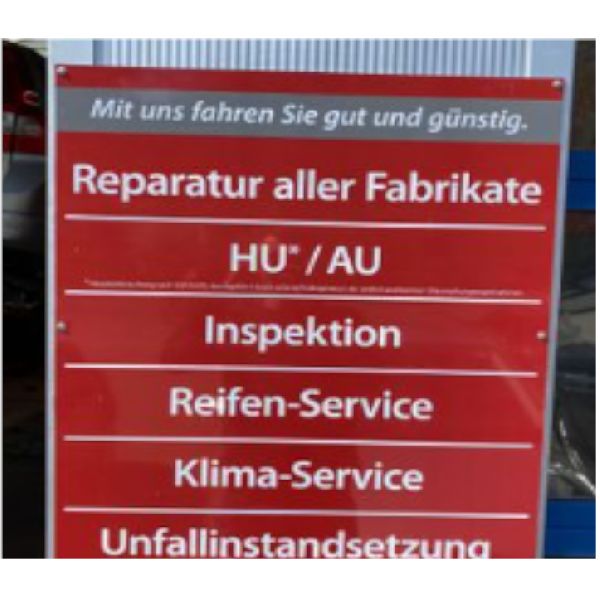 Mit uns fahren Sie gut und günstig.
Reparatur aller Fabrikate
HU* / AU
Inspektion
Reifen-Service
Klima-Service
Unfallinstandsetzung